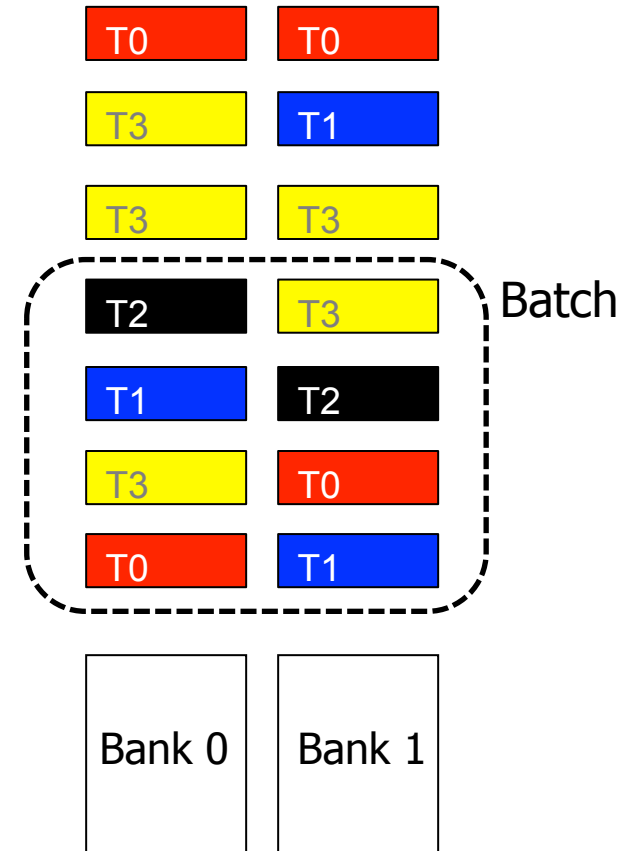 T0 T0
T3 T1
T3 T3
T2 T3 Batch
T1 T2
T3 T0
T0 T1
Bank 0 Bank 1